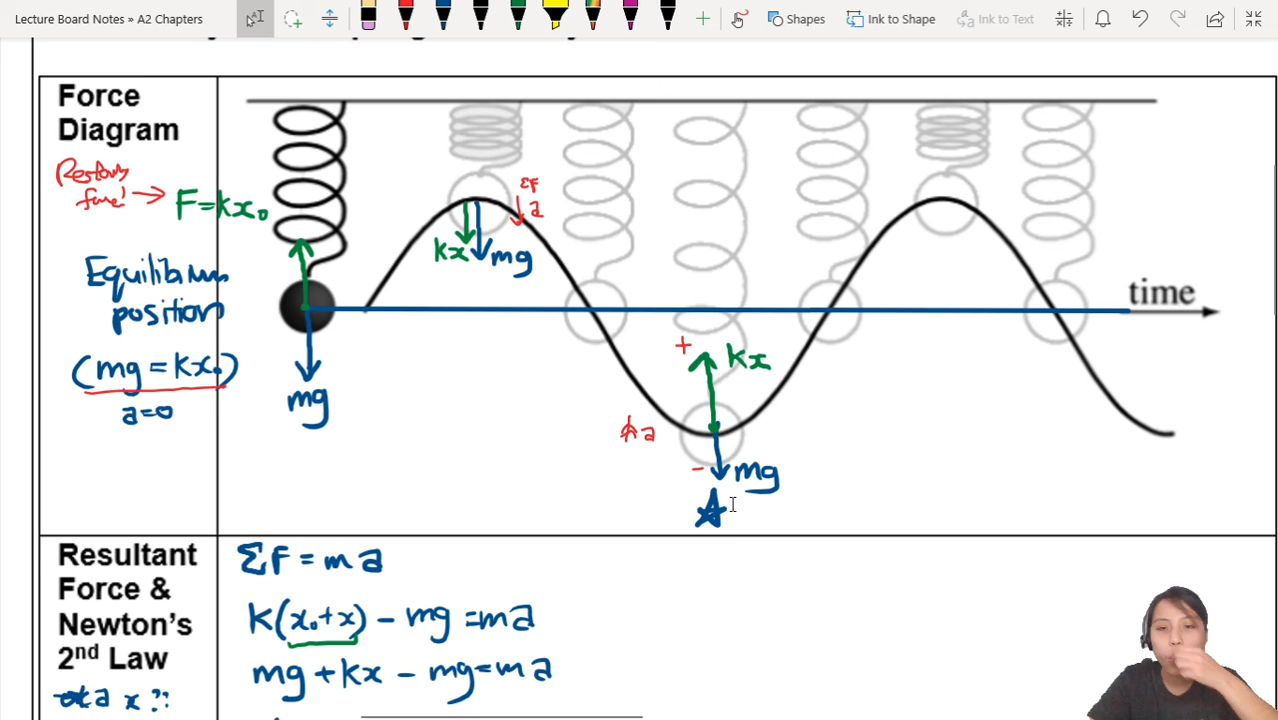 Lecture Board Notes » A2 Chapters
Shapes
Ink to Shape
Ink to Text
Force
Diagram
Restoring
force! → F=kx₀
Equilibrium
position
(mg = kx₀)
a=0
mg
kx
mg
ΣF
a
time
+
kx
a
-
mg
Resultant
Force &
Newton's
2nd Law
a x ??
ΣF = ma
k(x₀+x) - mg = ma
mg + kx - mg = ma